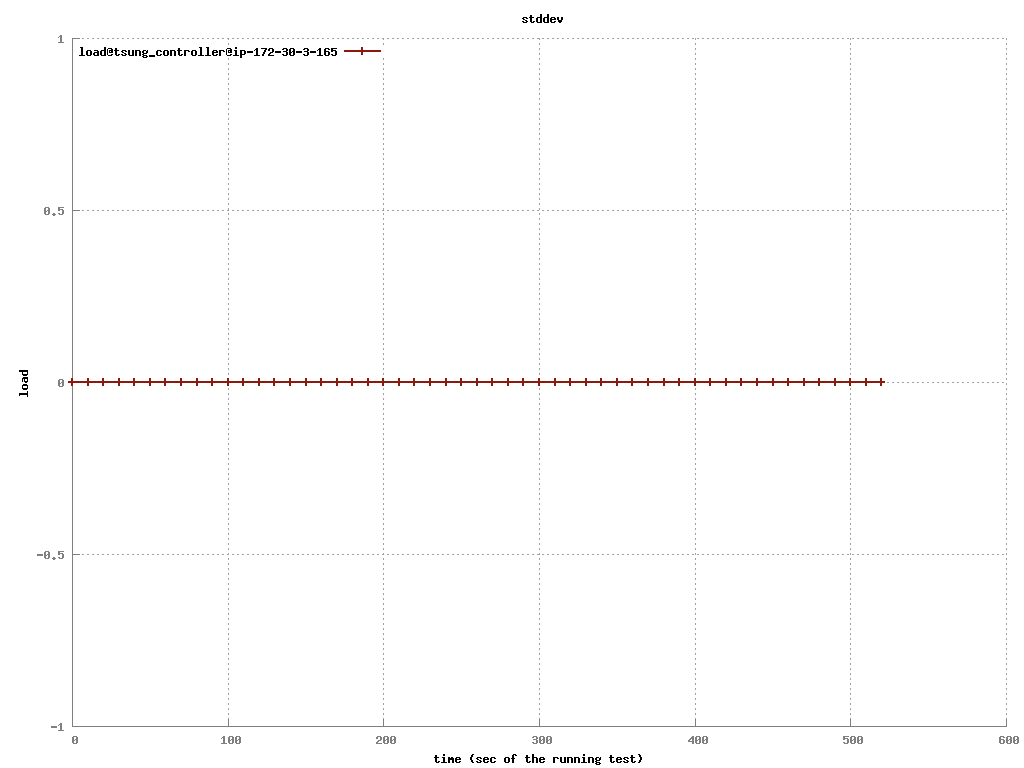 stddev
load@tsung_controller@ip-172-30-3-165
1
0.5
0
-0.5
-1
load
0 100 200 300 400 500 600
time (sec of the running test)